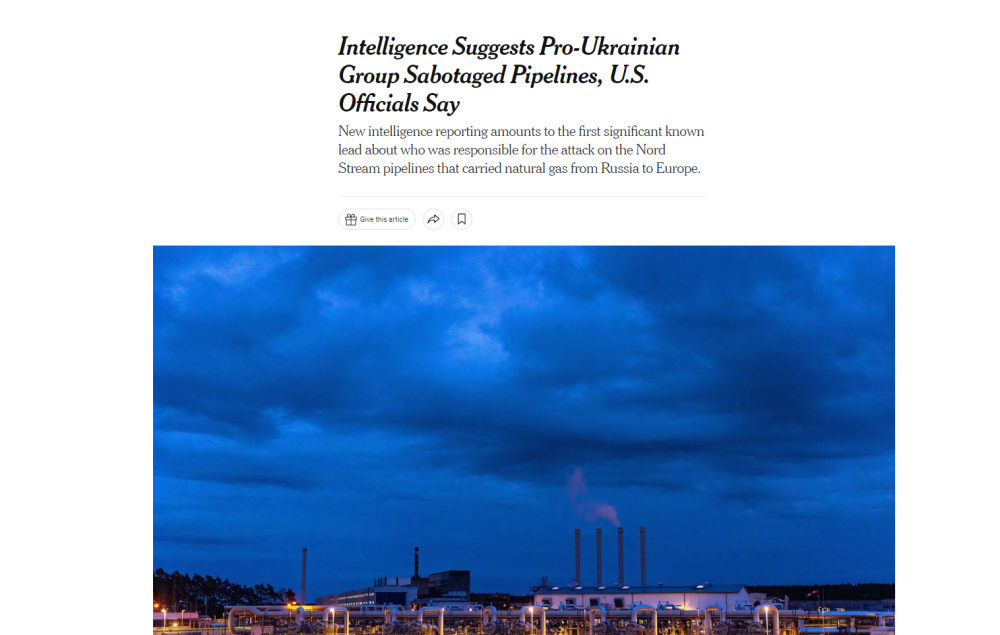 Intelligence Suggests Pro-Ukrainian
Group Sabotaged Pipelines, U.S.
Officials Say
New intelligence reporting amounts to the first significant known
lead about who was responsible for the attack on the Nord
Stream pipelines that carried natural gas from Russia to Europe.
Give this article